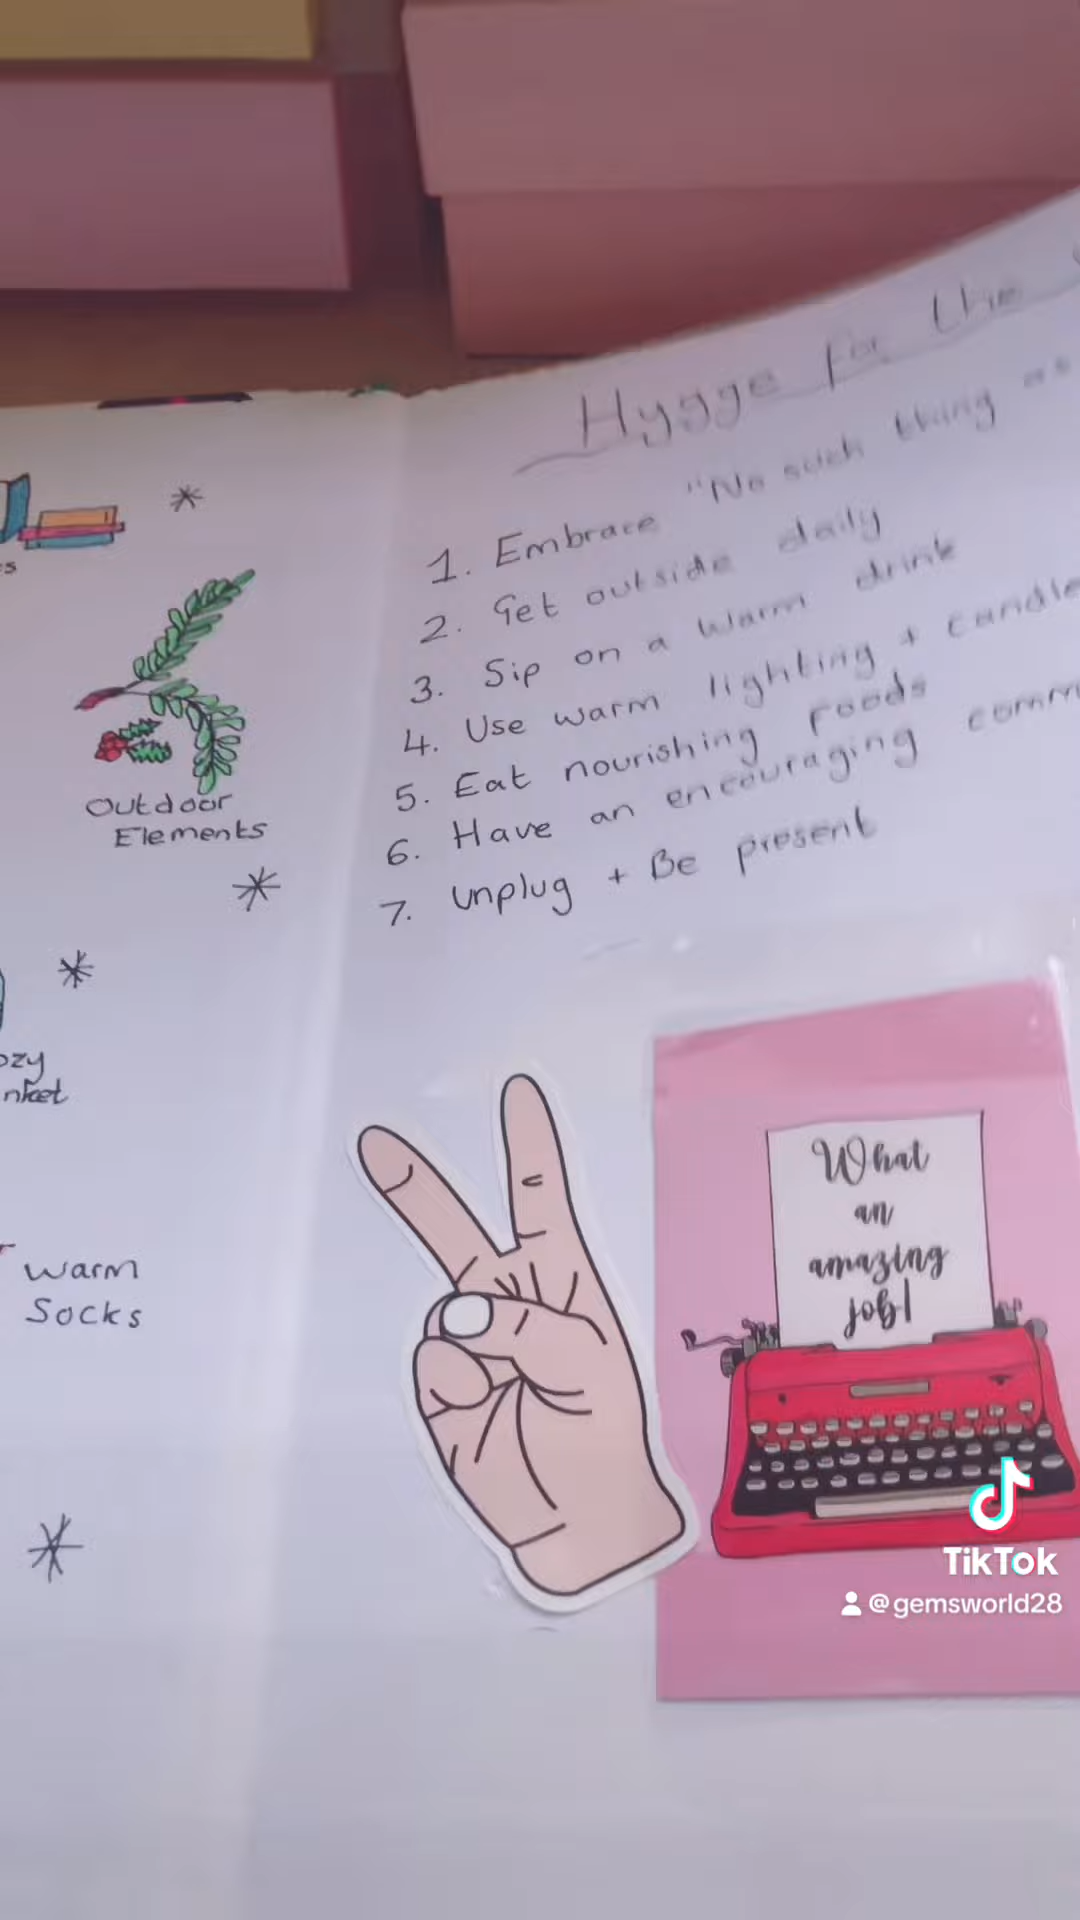 Hygge for the
1. Embrace "No such thing as
2. Get outside daily
3. Sip on a warm drink
4. Use warm lighting + candle
5. Eat nourishing foods
6. Have an encouraging comm
7. Unplug + Be present
Outdoor
Elements
ozy
nket
Warm
Socks
What
an
amazing
job!
TikTok
@gemsworld28